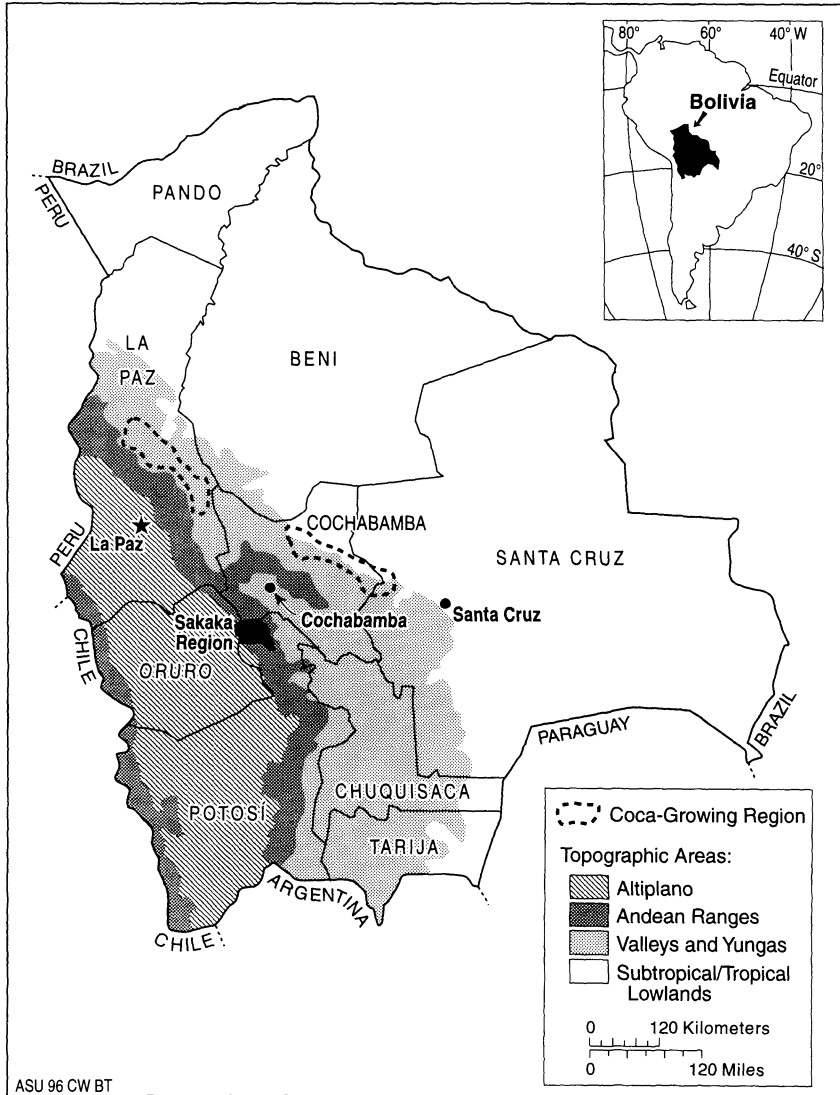 80°
60°
40° W
Equator
Bolivia
20°
40° S
BRAZIL
PERU
PANDO
LA
PAZ
BENI
COCHABAMBA
SANTA CRUZ
PERU
La Paz
Santa Cruz
Cochabamba
Sakaka
Region
CHILE
ORURO
BRAZIL
PARAGUAY
CHUQUISACA
POTOSÍ
TARIJA
ARGENTINA
CHILE
Coca-Growing Region
Topographic Areas:
Altiplano
Andean Ranges
Valleys and Yungas
Subtropical/Tropical
Lowlands
0 120 Kilometers
0 120 Miles
ASU 96 CW BT